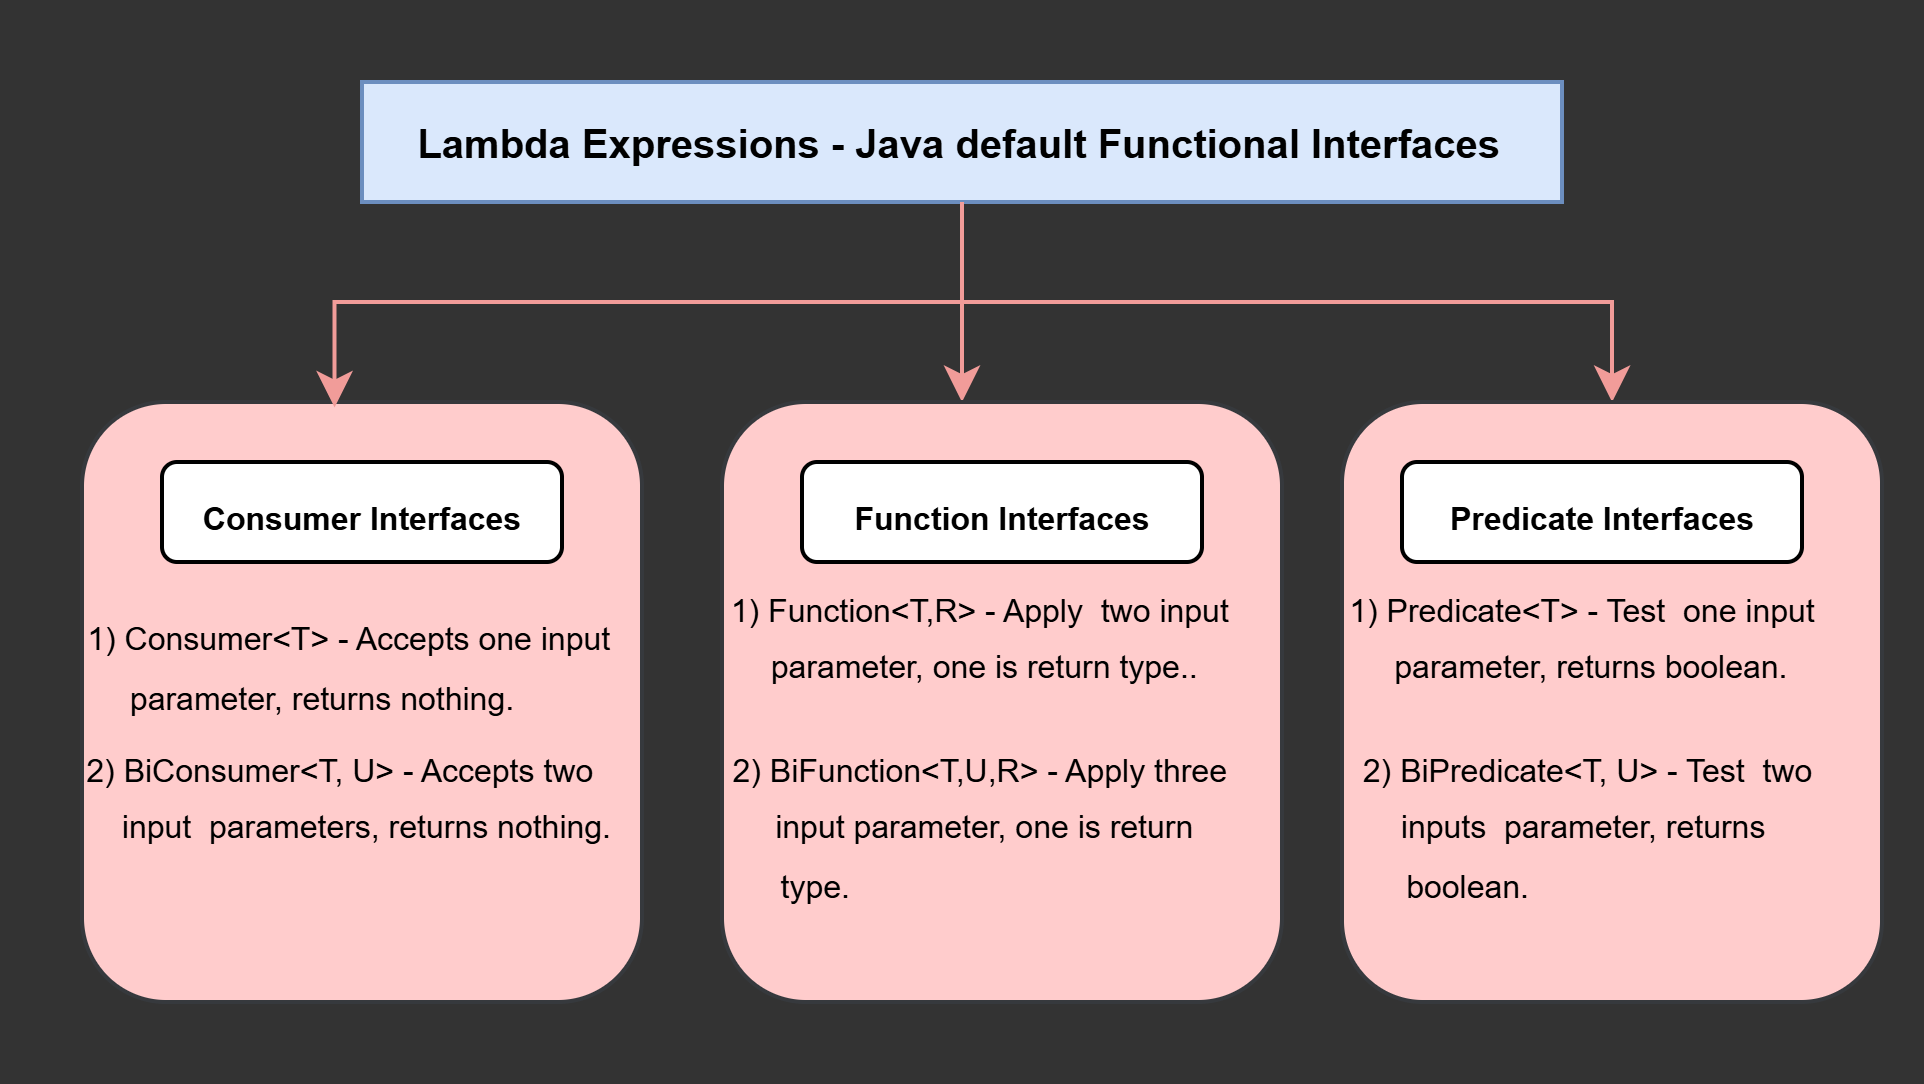 Lambda Expressions - Java default Functional Interfaces
Consumer Interfaces
1) Consumer<T> - Accepts one input
parameter, returns nothing.
2) BiConsumer<T, U> - Accepts two
input  parameters, returns nothing.
Function Interfaces
1) Function<T,R> - Apply  two input
parameter, one is return type..
2) BiFunction<T,U,R> - Apply three
input parameter, one is return
type.
Predicate Interfaces
1) Predicate<T> - Test  one input
parameter, returns boolean.
2) BiPredicate<T, U> - Test  two
inputs  parameter, returns
boolean.